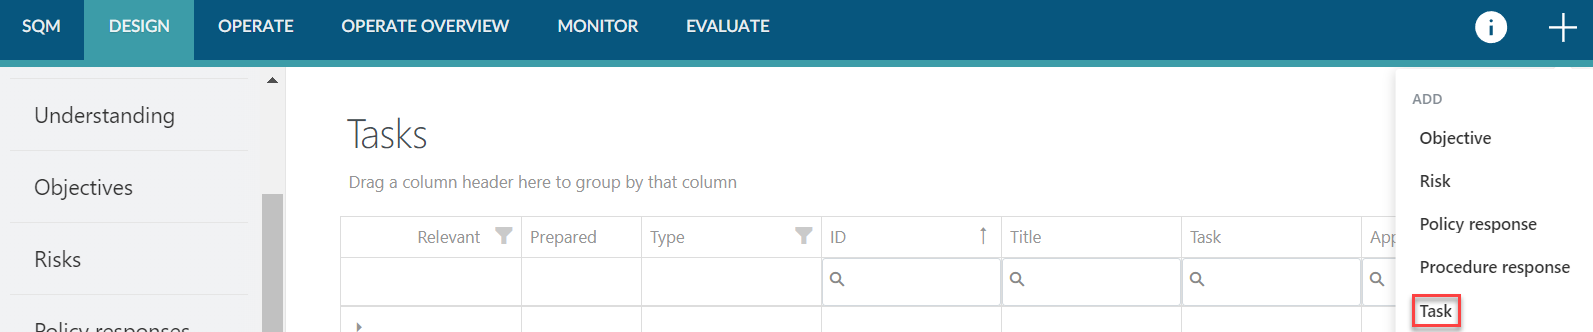 SQM DESIGN OPERATE OPERATE OVERVIEW MONITOR EVALUATE
Understanding
Objectives
Risks
Policy responses
Tasks
Drag a column header here to group by that column
Relevant Prepared Type ID Title Task App
ADD
Objective
Risk
Policy response
Procedure response
Task